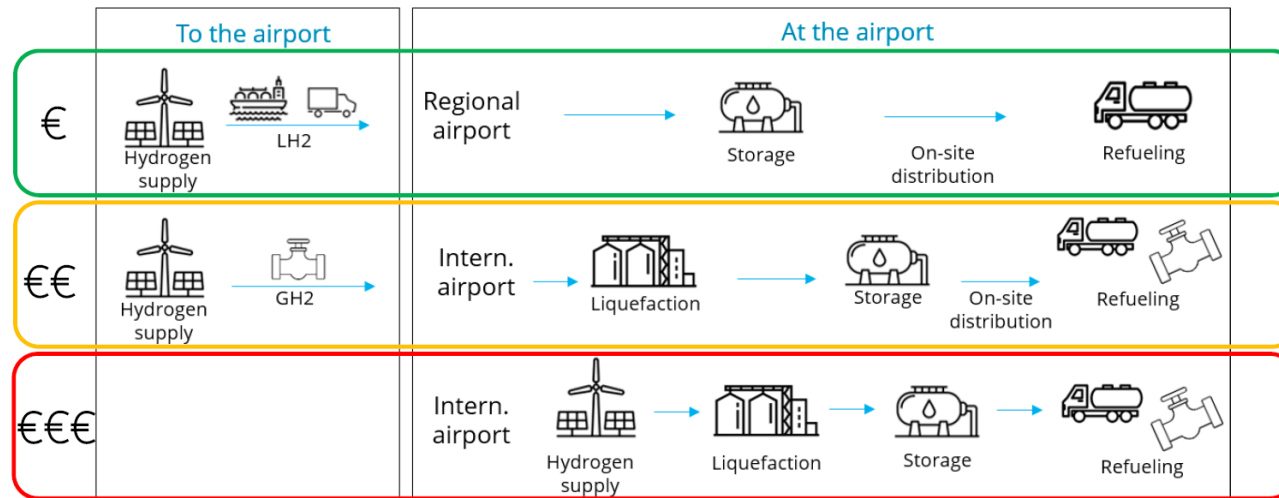 To the airport
At the airport
€
Hydrogen
supply
LH2
Regional
airport
Storage
On-site
distribution
Refueling
€€
Hydrogen
supply
GH2
Intern.
airport
Liquefaction
Storage
On-site
distribution
Refueling
€€€
Intern.
airport
Hydrogen
supply
Liquefaction
Storage
Refueling